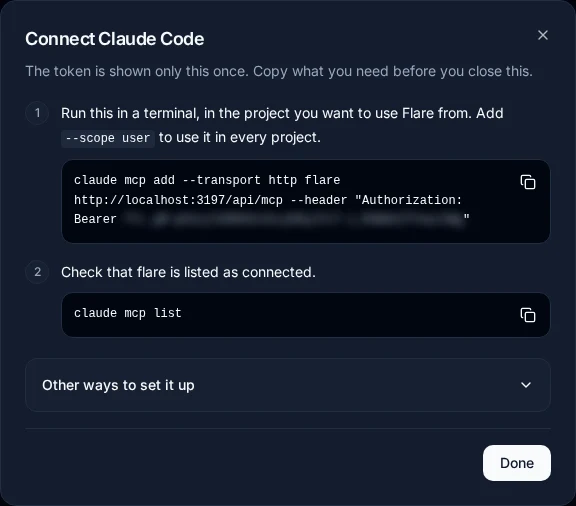 Connect Claude Code
The token is shown only this once. Copy what you need before you close this.
1
Run this in a terminal, in the project you want to use Flare from. Add
--scope user to use it in every project.
claude mcp add --transport http flare
http://localhost:3197/api/mcp --header "Authorization:
Bearer "
2
Check that flare is listed as connected.
claude mcp list
Other ways to set it up
Done